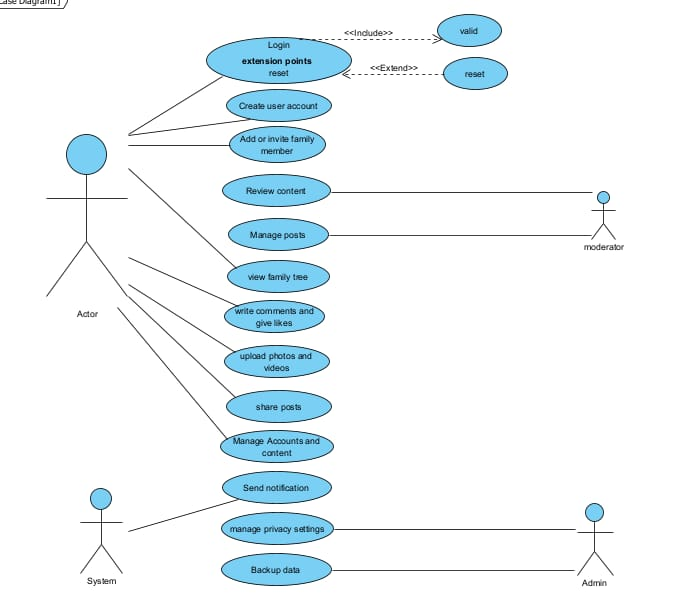 Case Diagram1]
<<Include>>
valid
Login
extension points
reset
<<Extend>>
reset
Create user account
Add or invite family
member
Review content
Manage posts
moderator
view family tree
write comments and
give likes
Actor
upload photos and
videos
share posts
Manage Accounts and
content
Send notification
manage privacy settings
System
Backup data
Admin